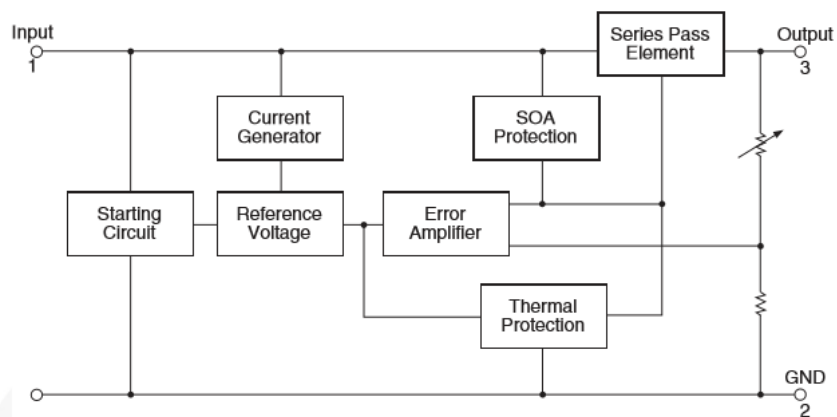 Input
1
Series Pass
Element
Output
3
Current
Generator
SOA
Protection
Starting
Circuit
Reference
Voltage
Error
Amplifier
Thermal
Protection
GND
2